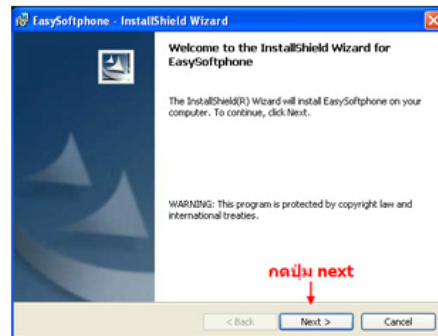 EasySoftphone - InstallShield Wizard
Welcome to the InstallShield Wizard for
EasySoftphone
The InstallShield(R) Wizard will install EasySoftphone on your
computer. To continue, click Next.
WARNING: This program is protected by copyright law and
international treaties.
กดปุ่ม next
< Back
Next >
Cancel